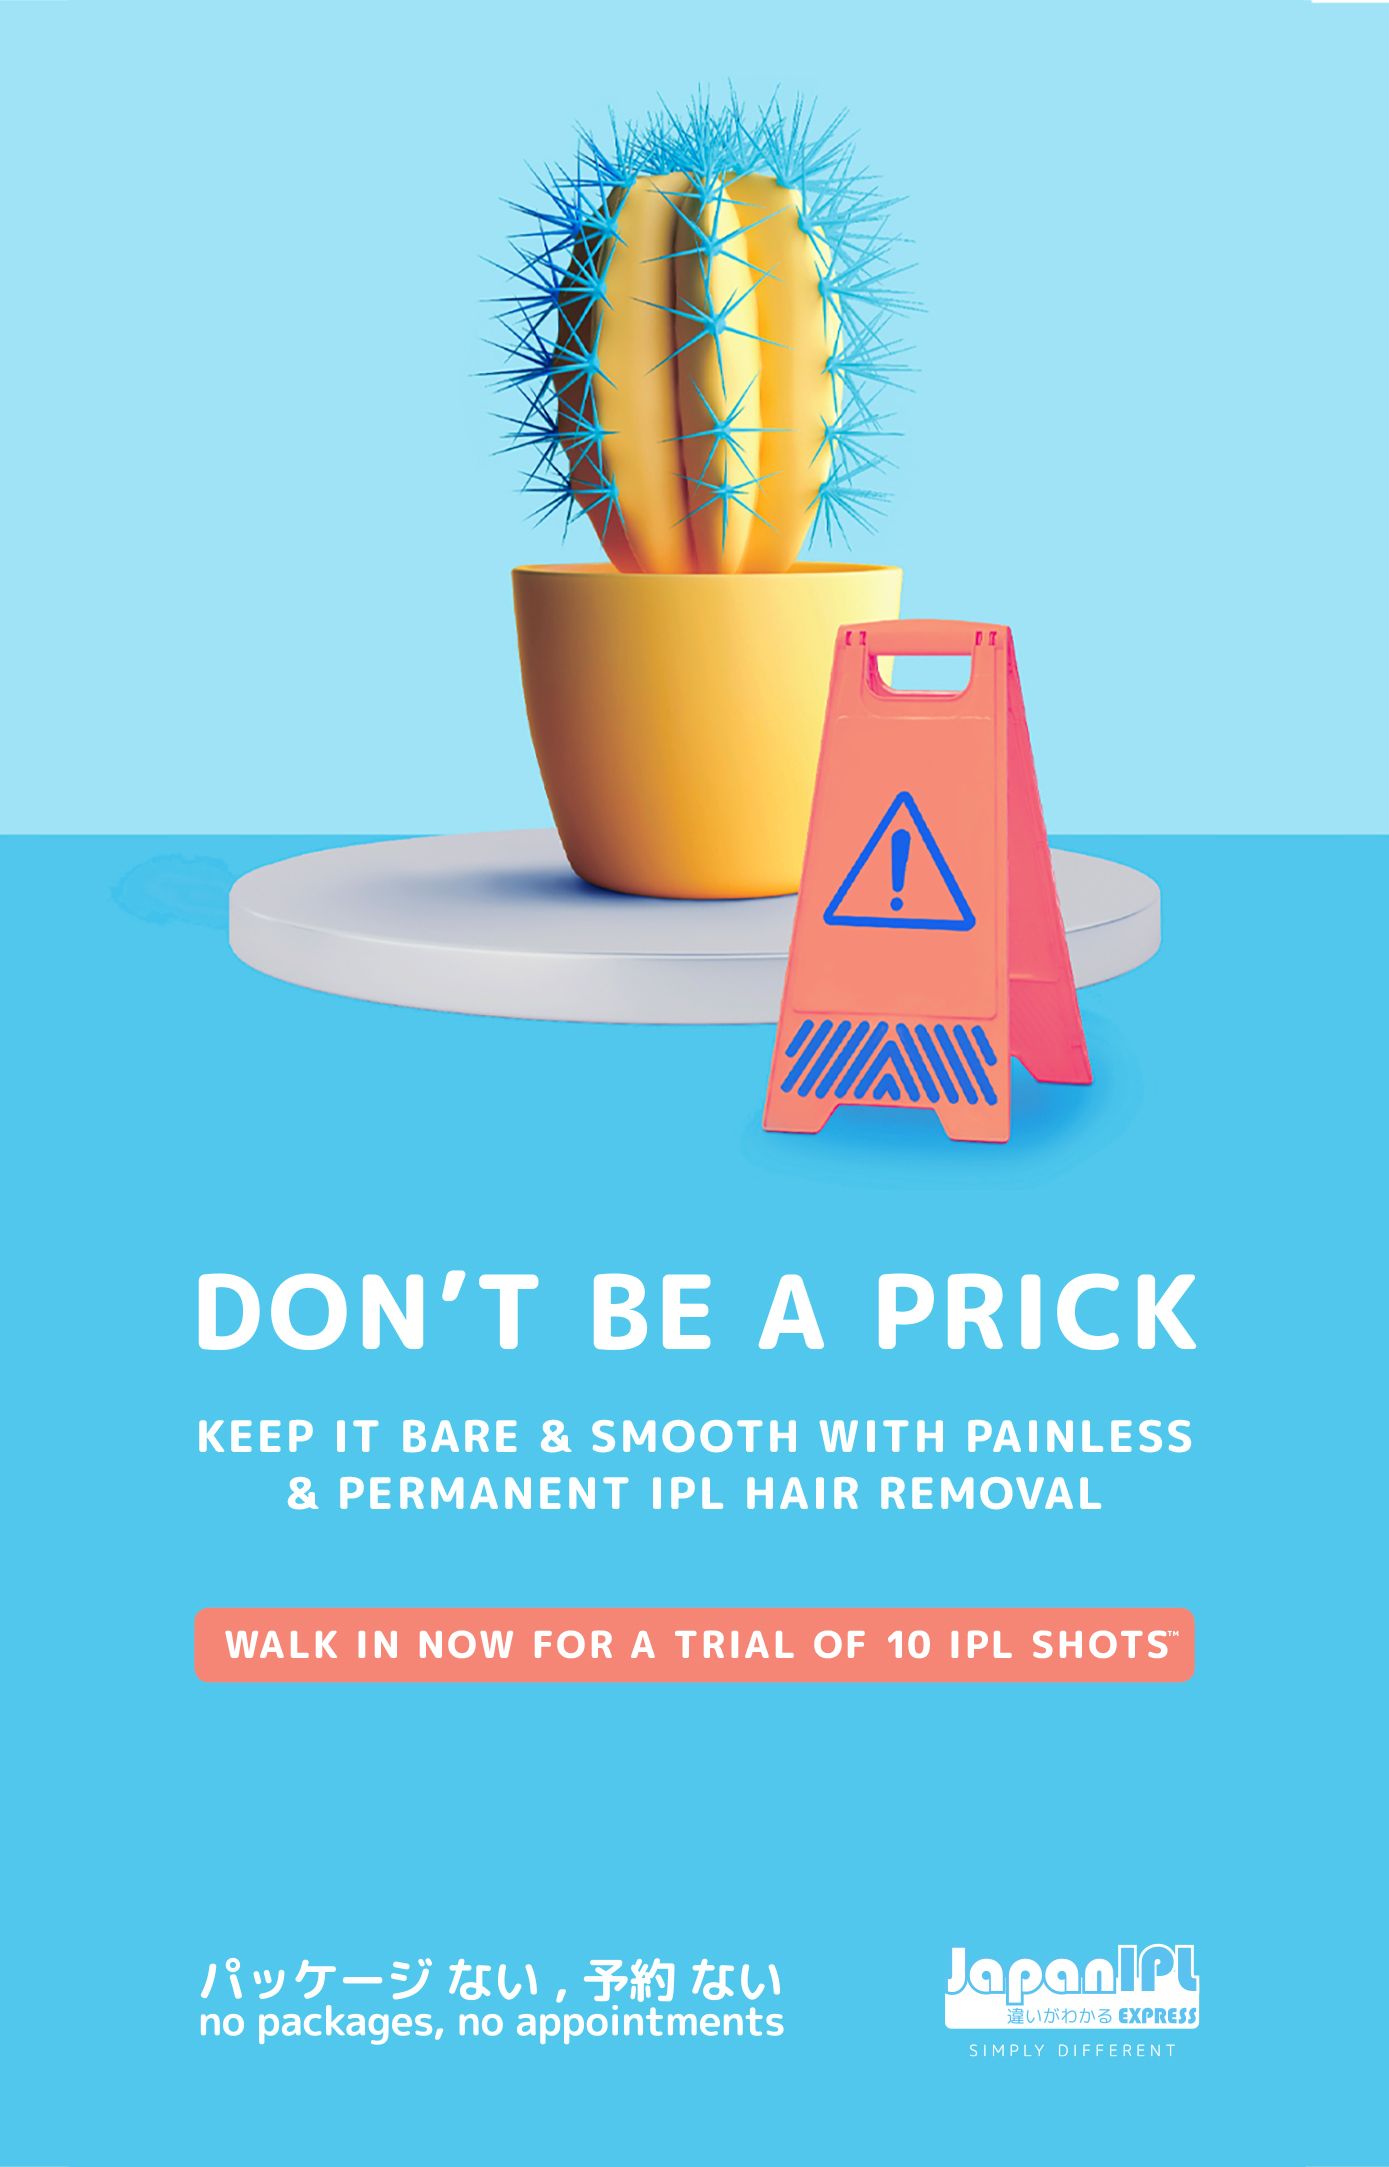 DON'T BE A PRICK
KEEP IT BARE & SMOOTH WITH PAINLESS
& PERMANENT IPL HAIR REMOVAL
WALK IN NOW FOR A TRIAL OF 10 IPL SHOTS™
パッケージ ない , 予約 ない
no packages, no appointments
JapanIPL
違いがわかる EXPRESS
SIMPLY DIFFERENT